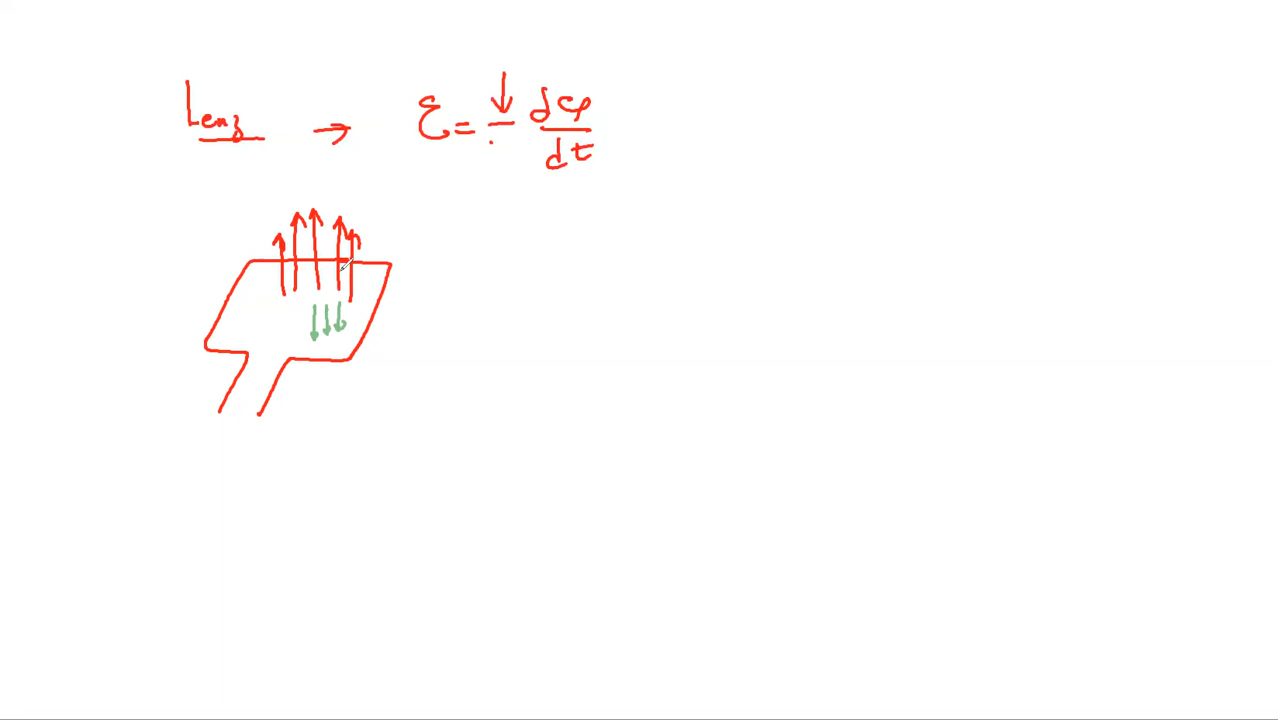 Lenz → Ɛ = - dφ/dt